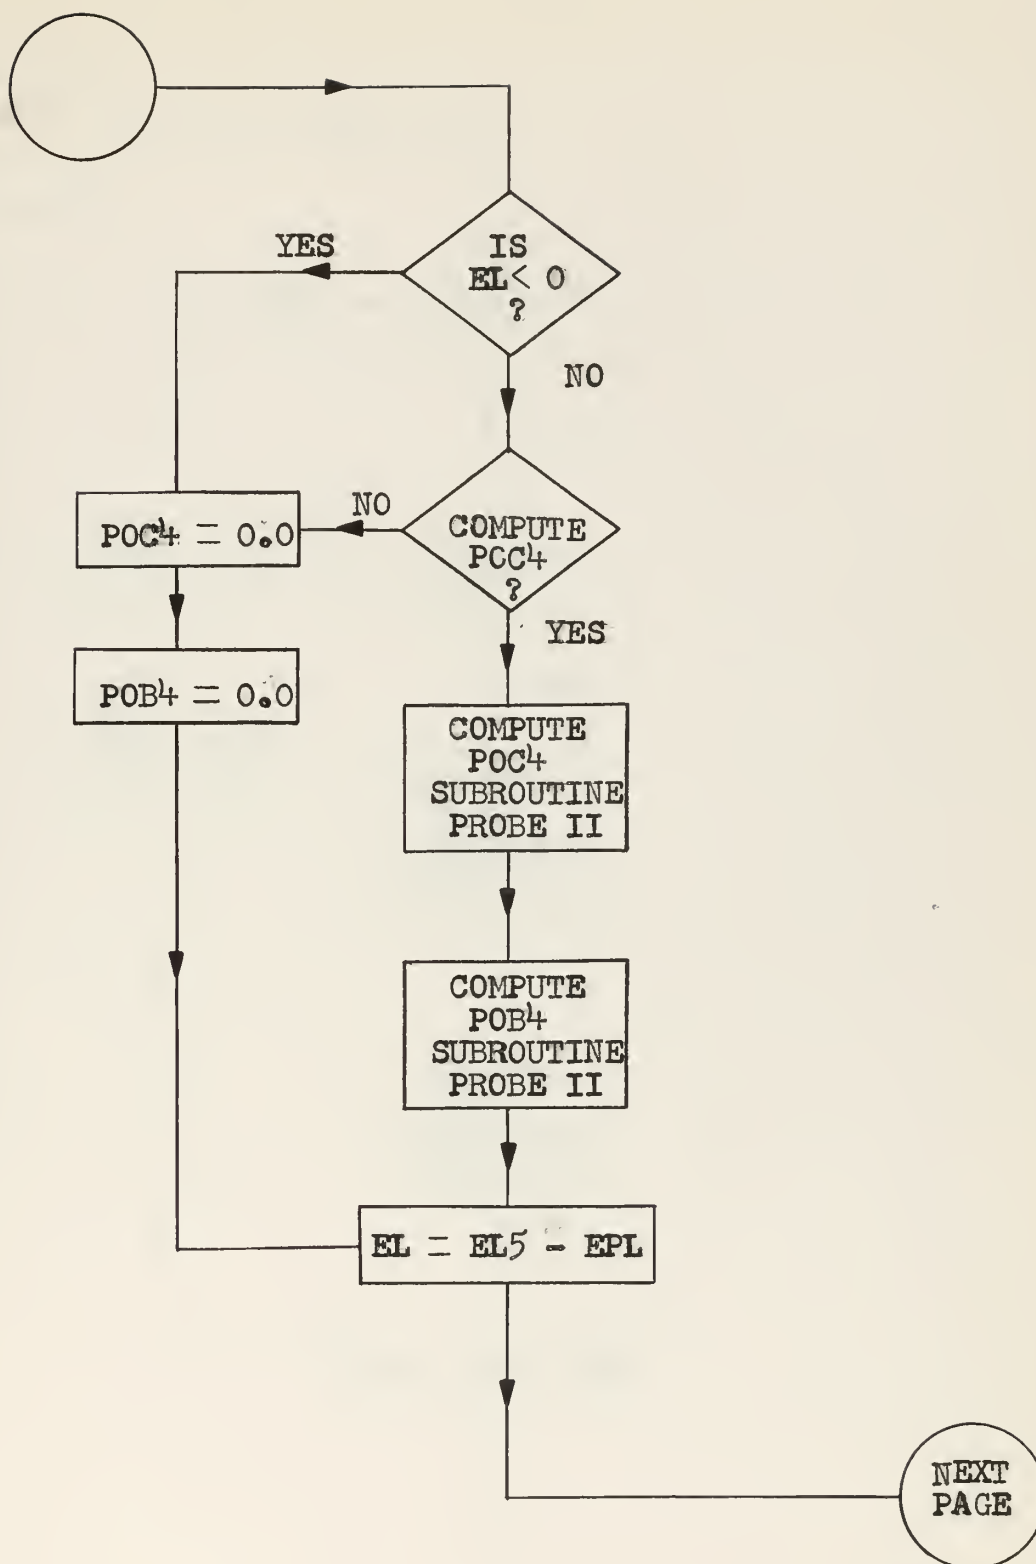 IS
EL < 0
?
YES
NO
COMPUTE
PCC4
?
NO
POC4 = 0.0
YES
POB4 = 0.0
COMPUTE
POC4
SUBROUTINE
PROBE II
COMPUTE
POB4
SUBROUTINE
PROBE II
EL = EL5 - EPL
NEXT
PAGE